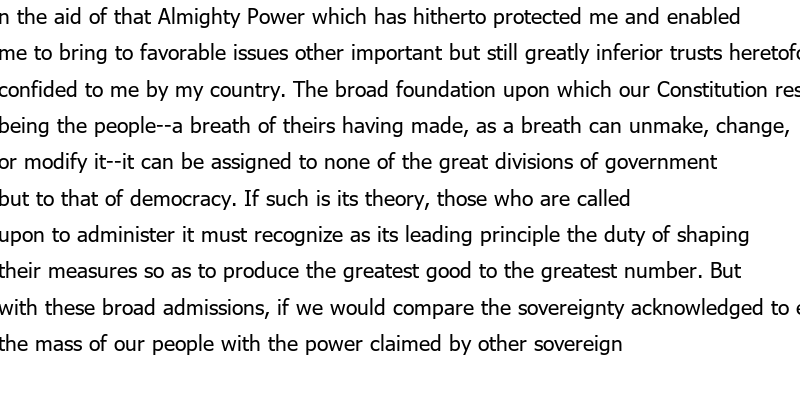 n the aid of that Almighty Power which has hitherto protected me and enabled
me to bring to favorable issues other important but still greatly inferior trusts
confided to me by my country. The broad foundation upon which our Constitution
being the people--a breath of theirs having made, as a breath can unmake, change,
or modify it--it can be assigned to none of the great divisions of government
but to that of democracy. If such is its theory, those who are called
upon to administer it must recognize as its leading principle the duty of shaping
their measures so as to produce the greatest good to the greatest number. But
with these broad admissions, if we would compare the sovereignty acknowledged to
the mass of our people with the power claimed by other sovereign